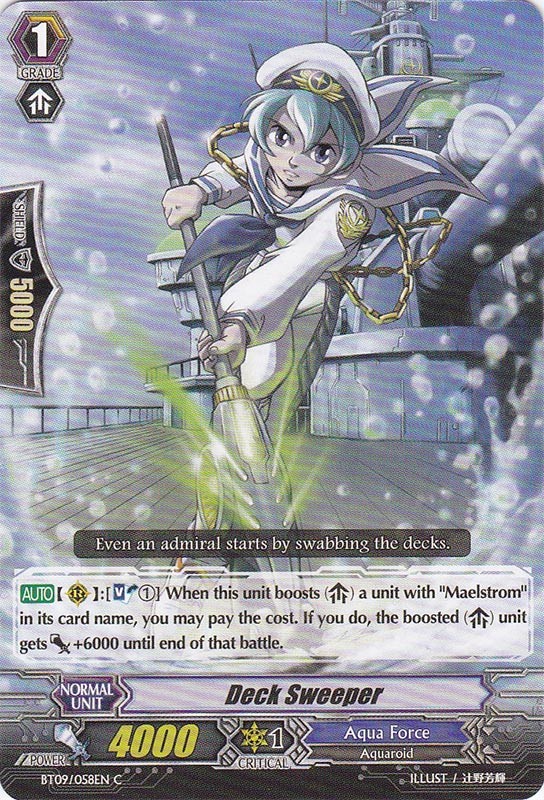 1
GRADE
SHIELD
5000
Even an admiral starts by swabbing the decks.
AUTO【 R 】:[V ①] When this unit boosts ( ) a unit with "Maelstrom"
in its card name, you may pay the cost. If you do, the boosted ( ) unit
gets +6000 until end of that battle.
NORMAL
UNIT
Deck Sweeper
POWER
4000
1
CRITICAL
Aqua Force
Aquaroid
BT09/058EN C
ILLUST / 辻野芳輝